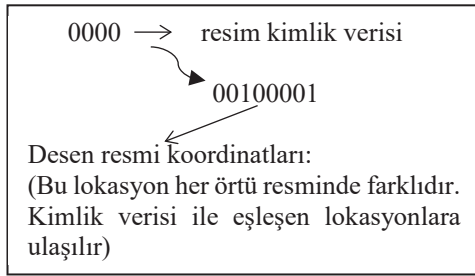 0000 → resim kimlik verisi
00100001
Desen resmi koordinatları:
(Bu lokasyon her örtü resminde farklıdır.
Kimlik verisi ile eşleşen lokasyonlara
ulaşılır)